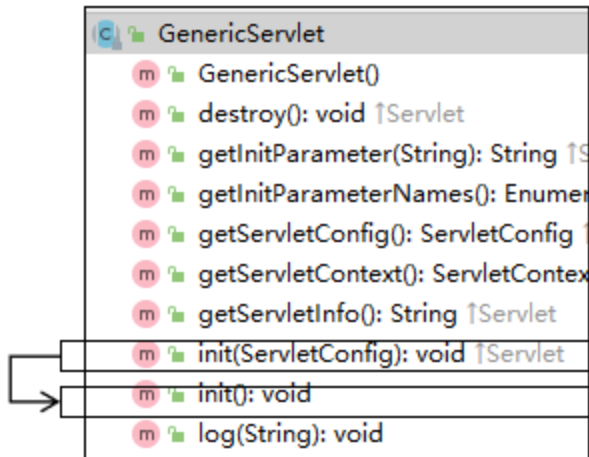 GenericServlet
GenericServlet()
destroy(): void ↑Servlet
getInitParameter(String): String ↑S
getInitParameterNames(): Enumer
getServletConfig(): ServletConfig ↑
getServletContext(): ServletContex
getServletInfo(): String ↑Servlet
init(ServletConfig): void ↑Servlet
init(): void
log(String): void